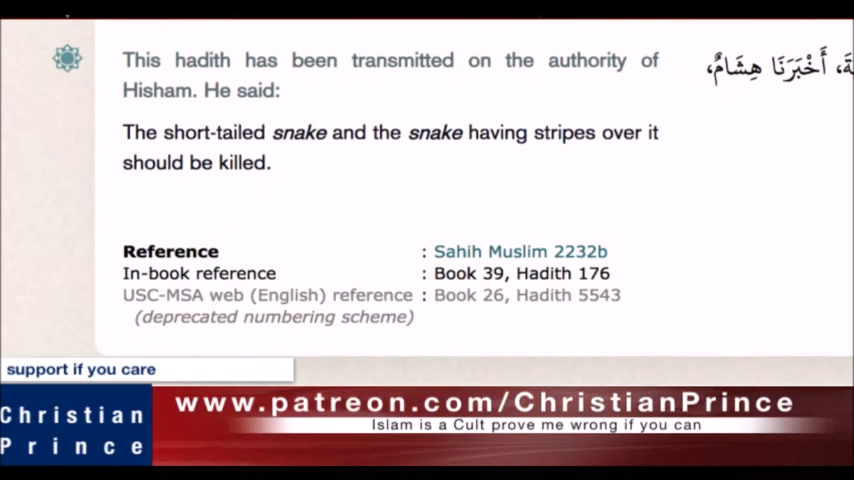 This hadith has been transmitted on the authority of
Hisham. He said:
The short-tailed snake and the snake having stripes over it
should be killed.
ةَ، أَخْبَرَنَا هِشَامٌ،
Reference : Sahih Muslim 2232b
In-book reference : Book 39, Hadith 176
USC-MSA web (English) reference : Book 26, Hadith 5543
(deprecated numbering scheme)
support if you care
Christian
Prince
www.patreon.com/ChristianPrince
Islam is a Cult prove me wrong if you can